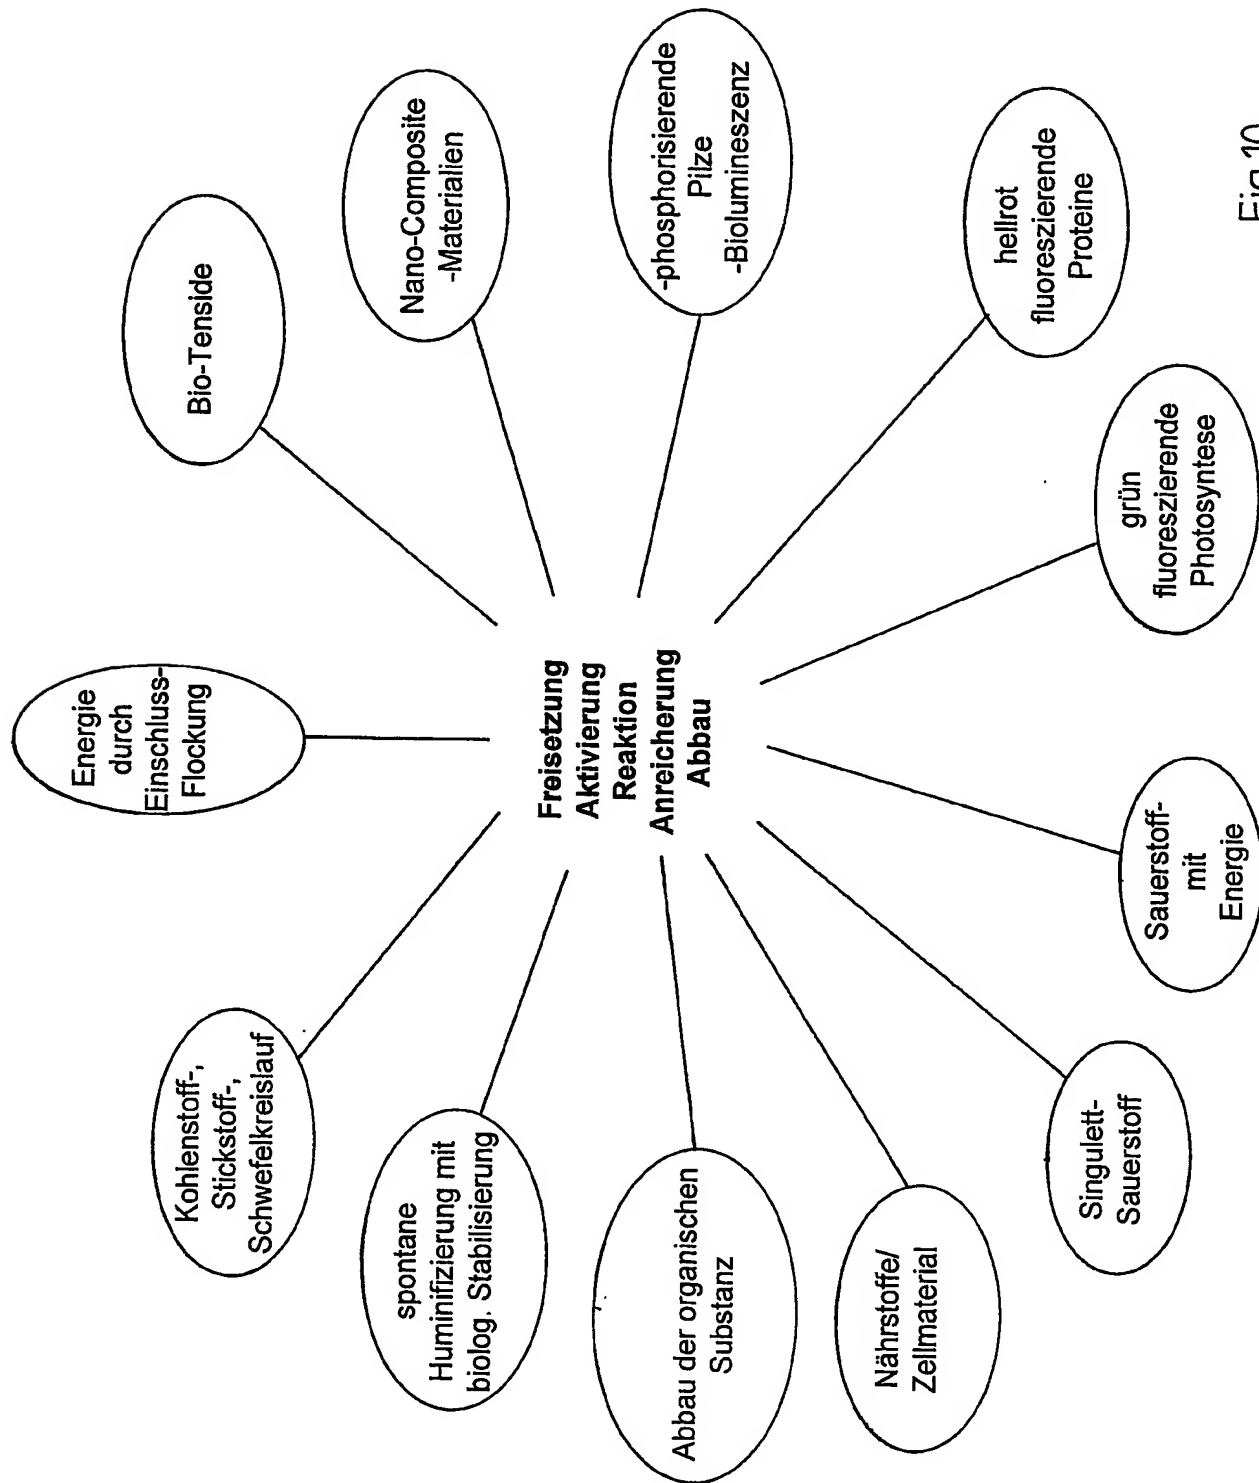 Energie
durch
Einschluss-
Flockung
Bio-Tenside
Nano-Composite
-Materialien
-phosphorisierende
Pilze
-Biolumineszenz
hellrot
fluoreszierende
Proteine
grün
fluoreszierende
Photosyntese
Sauerstoff-
mit
Energie
Singulett-
Sauerstoff
Nährstoffe/
Zellmaterial
Abbau der organischen
Substanz
spontane
Huminifizierung mit
biolog. Stabilisierung
Kohlenstoff-,
Stickstoff-,
Schwefelkreislauf
Freisetzung
Aktivierung
Reaktion
Anreicherung
Abbau
Fig.10